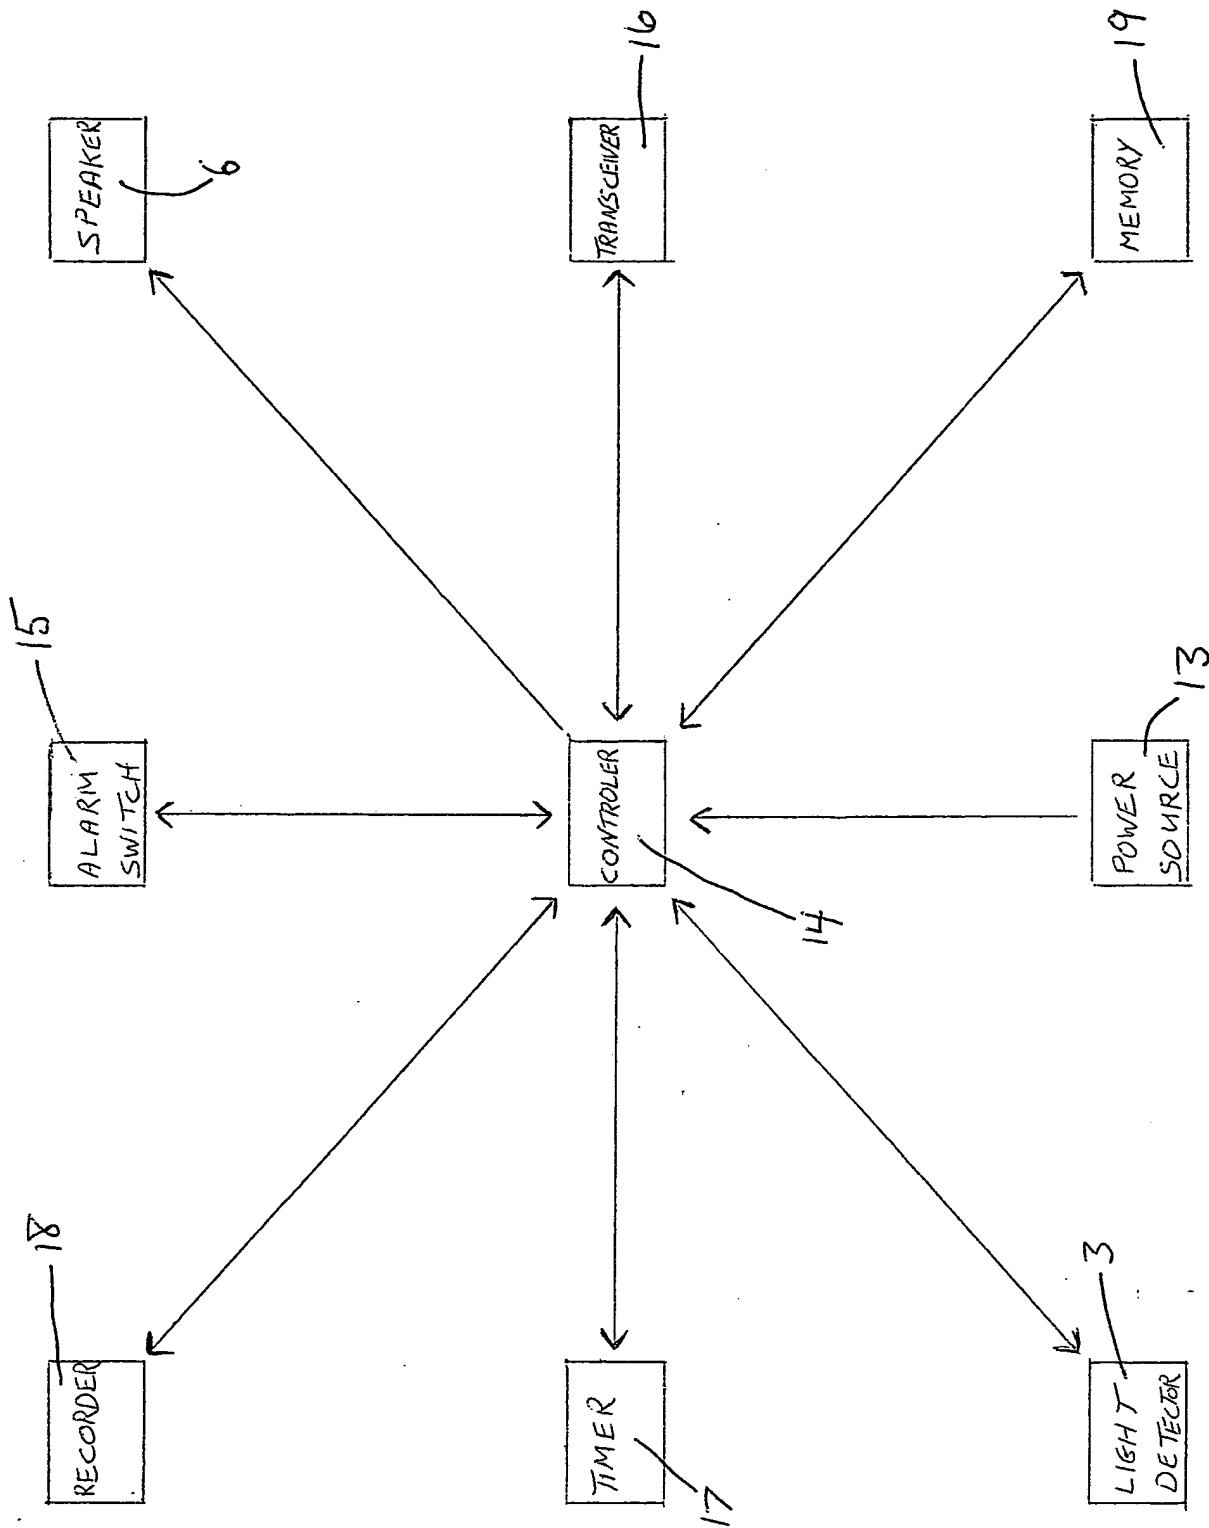 18
15
RECORDER
ALARM
SWITCH
SPEAKER
6
TIMER
CONTROLER
TRANSCEIVER
16
17
14
3
LIGHT
DETECTOR
POWER
SOURCE
13
MEMORY
19